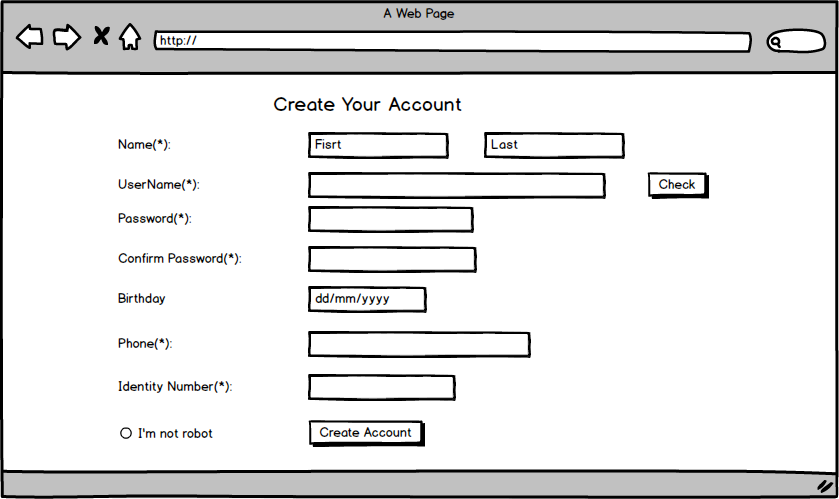 A Web Page
http://
Create Your Account
Name(*): Fisrt Last
UserName(*): Check
Password(*):
Confirm Password(*):
Birthday dd/mm/yyyy
Phone(*):
Identity Number(*):
I'm not robot Create Account